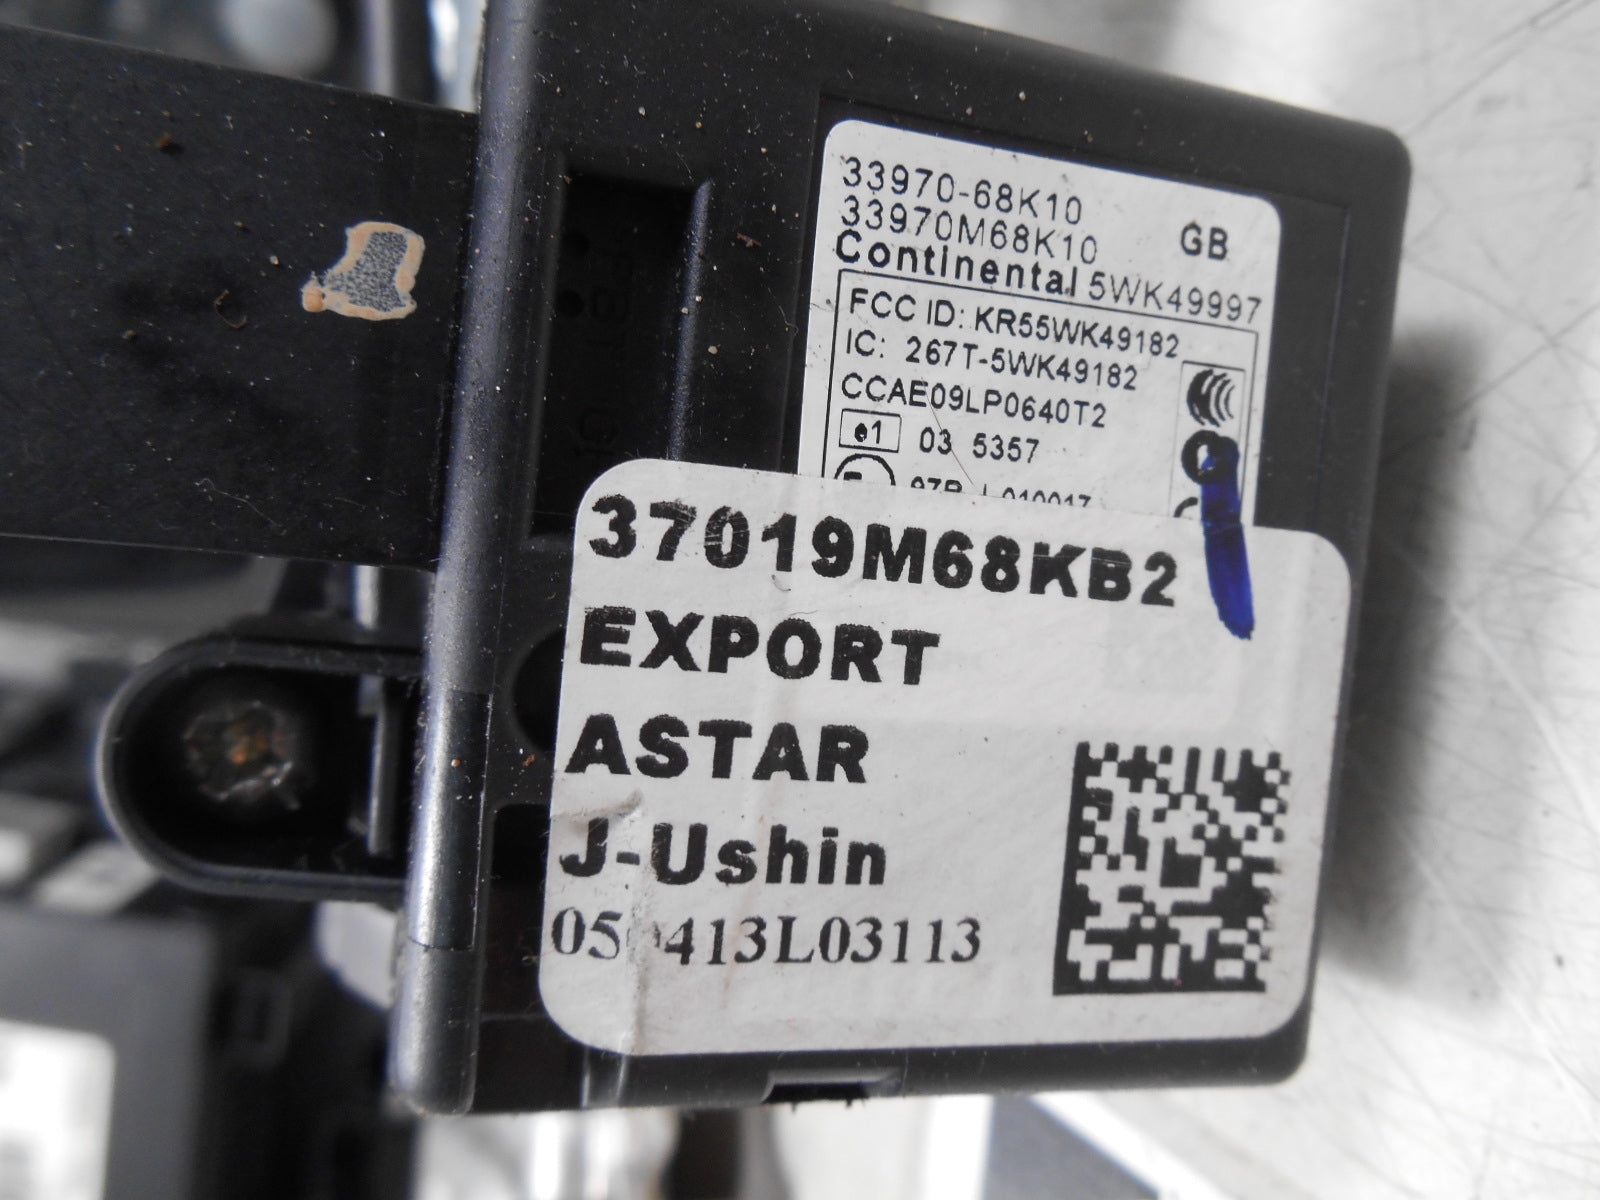 33970-68K10
33970M68K10 GB
Continental 5WK49997
FCC ID: KR55WK49182
IC: 267T-5WK49182
CCAE09LP0640T2
e1 03 5357
37019M68KB2
EXPORT
ASTAR
J-Ushin